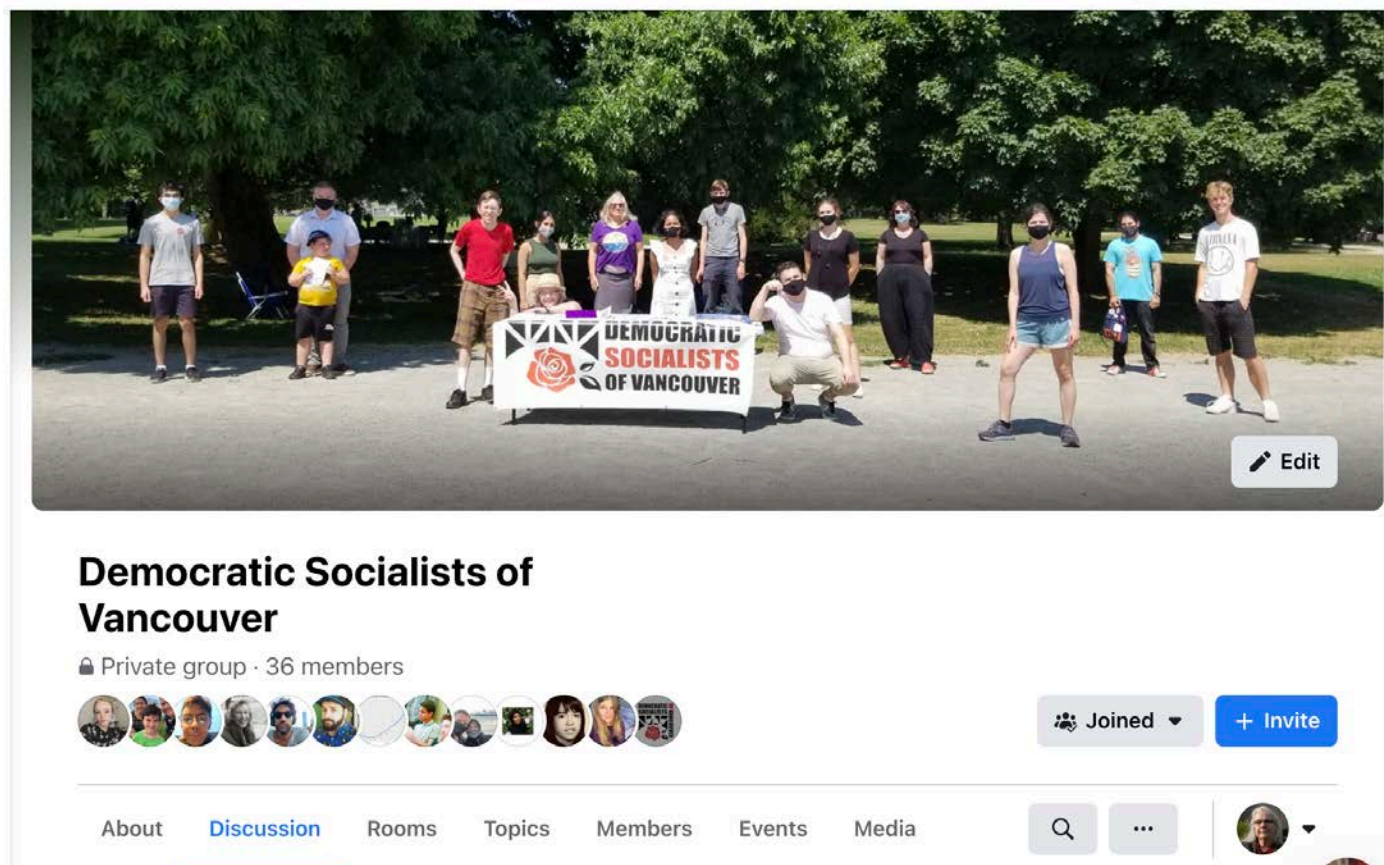 NIRVANA
DEMOCRATIC
SOCIALISTS
OF VANCOUVER
Edit
Democratic Socialists of
Vancouver
Private group · 36 members
Joined
+ Invite
About Discussion Rooms Topics Members Events Media